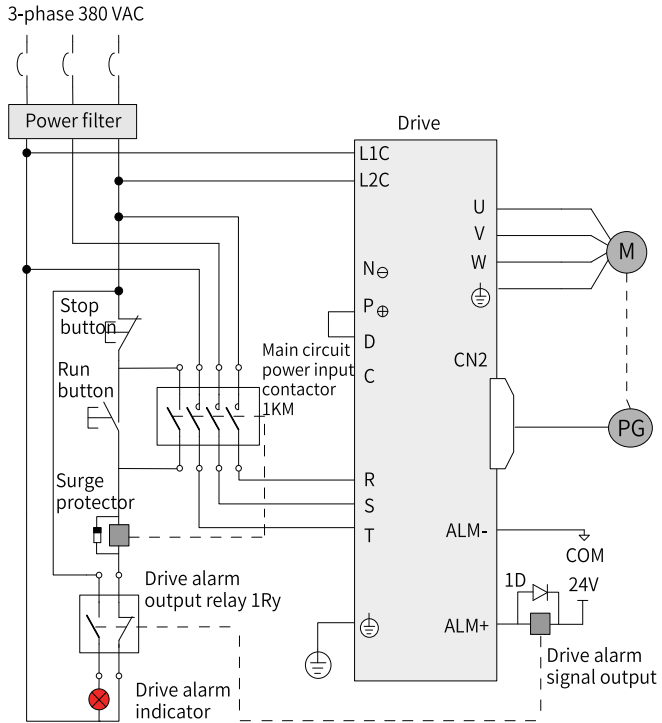 3-phase 380 VAC
Power filter
Drive
L1C
L2C
U
V
N⊖
W
P⊕
Stop
button
D
Main circuit
power input
contactor
1KM
CN2
Run
button
C
M
PG
Surge
protector
R
S
T
ALM-
COM
Drive alarm
output relay 1Ry
1D
24V
ALM+
Drive alarm
signal output
Drive alarm
indicator